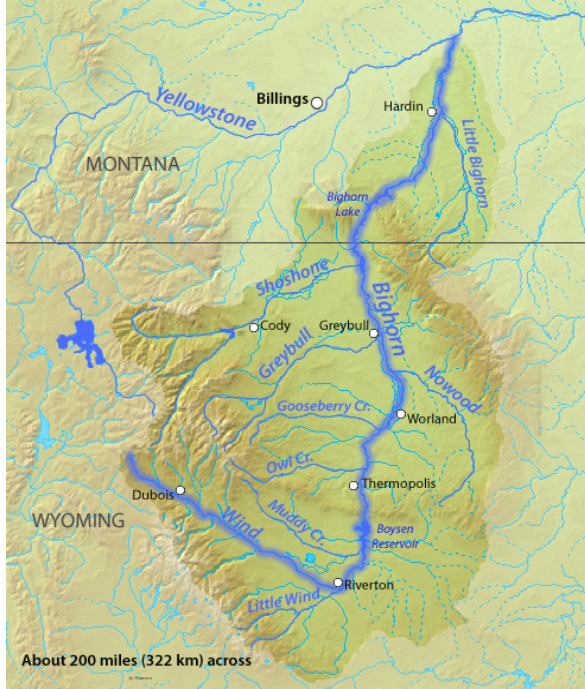 Billings
Yellowstone
Hardin
Little Bighorn
MONTANA
Bighorn
Lake
Shoshone
Bighorn
Cody
Greybull
Greybull
Nowood
Gooseberry Cr.
Worland
Owl Cr.
Thermopolis
Dubois
WYOMING
Wind
Muddy Cr.
Boysen
Reservoir
Riverton
Little Wind
About 200 miles (322 km) across